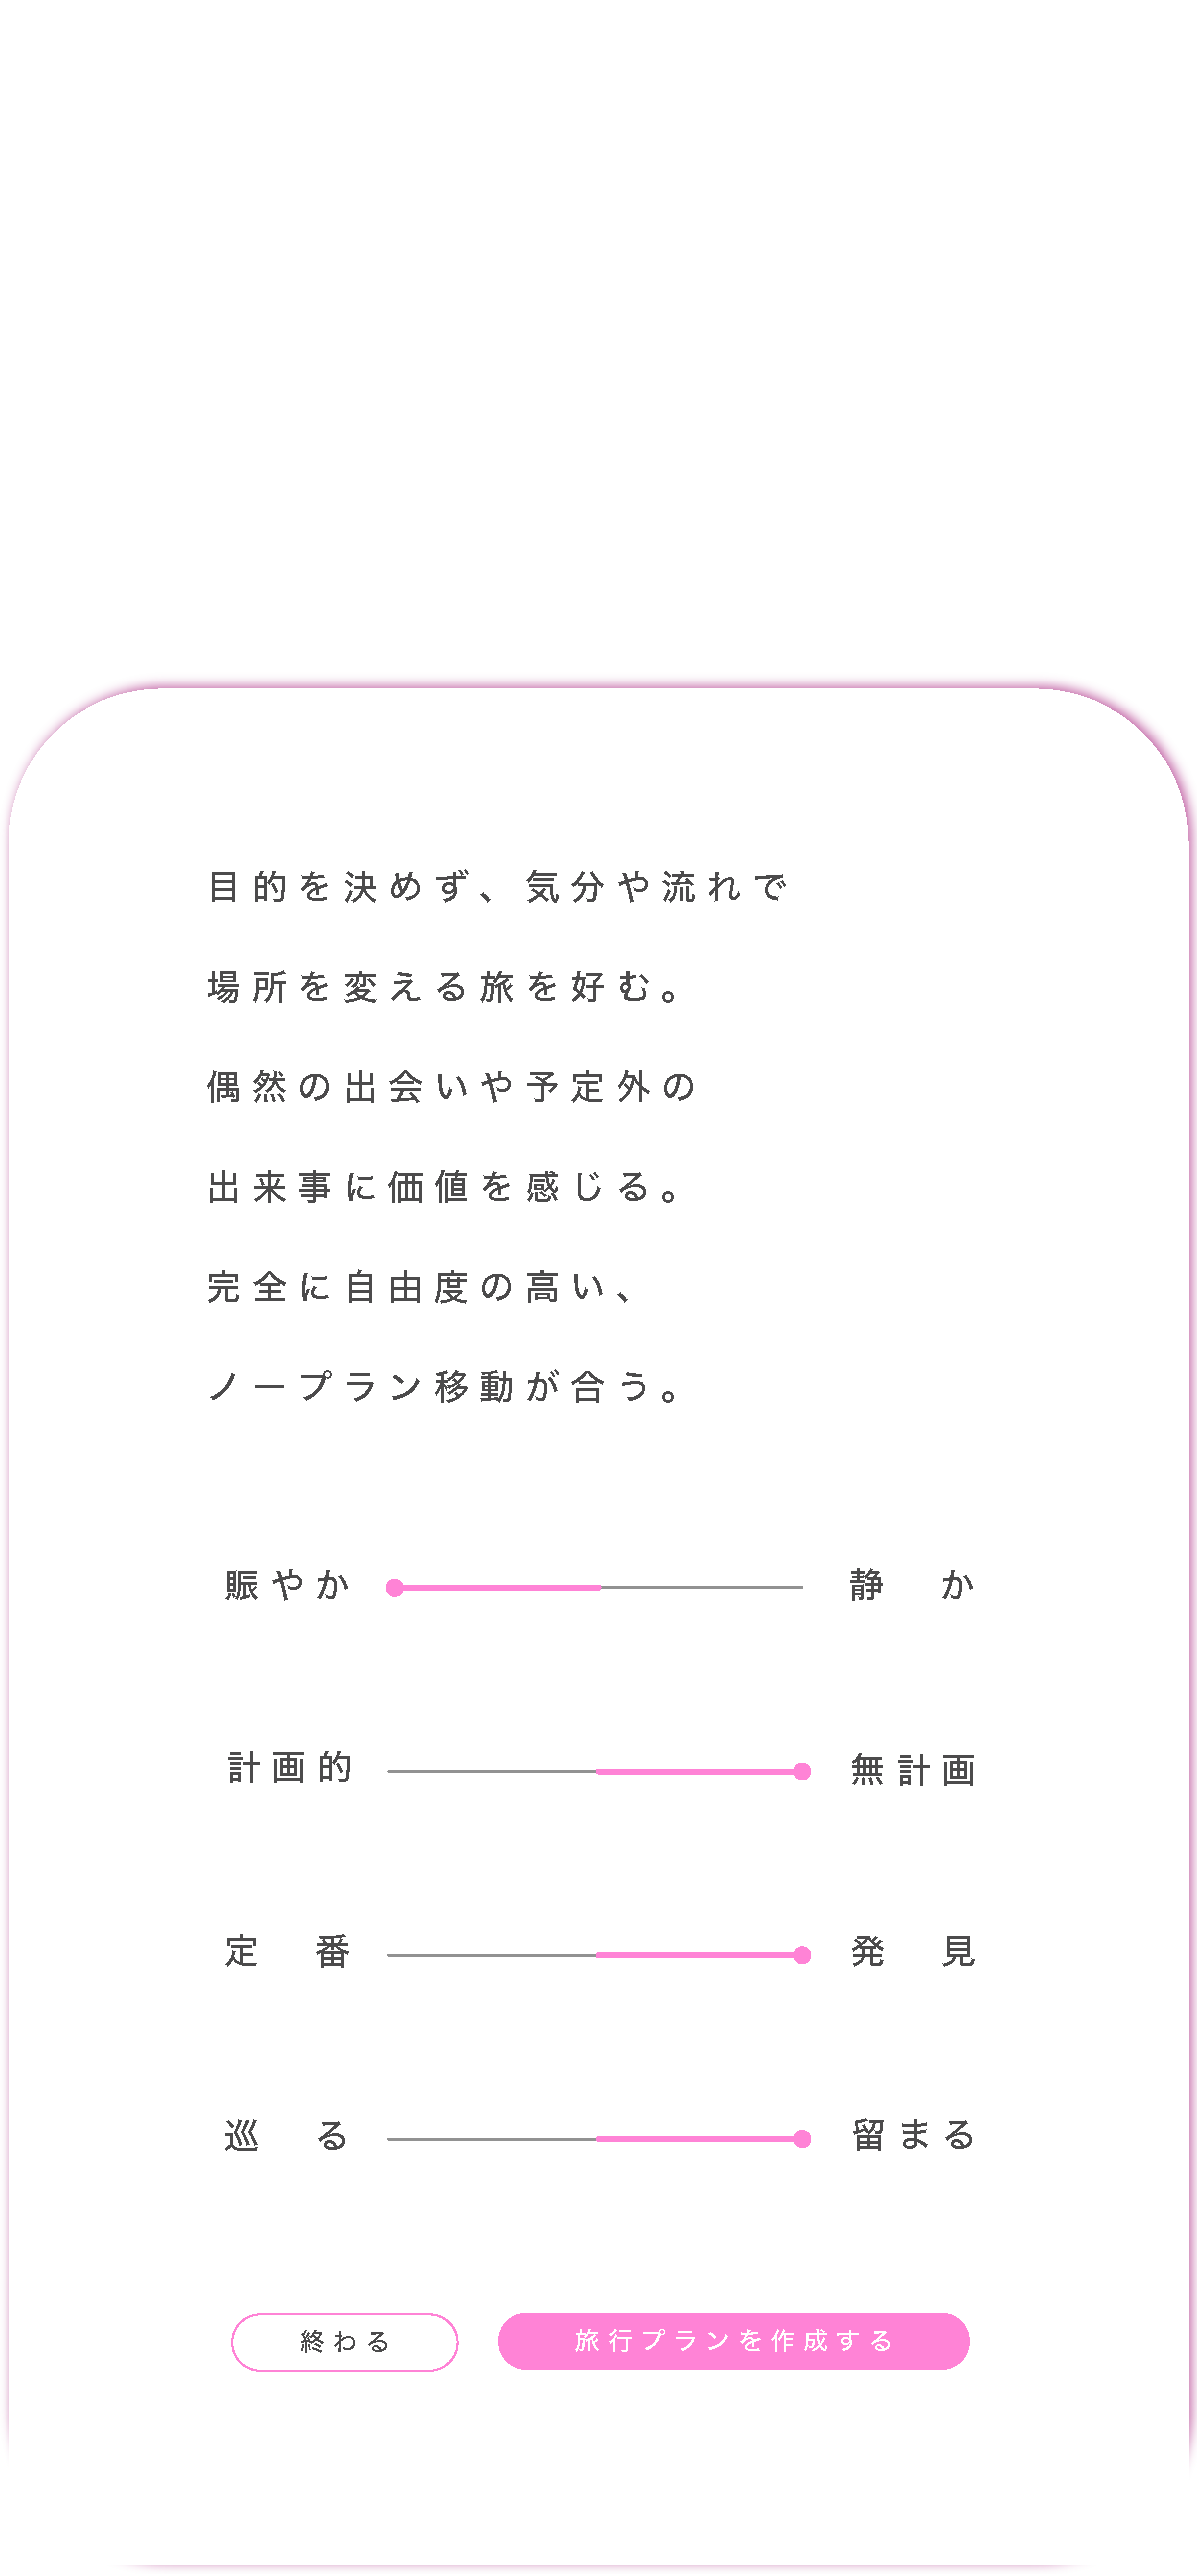 目的を決めず、気分や流れで
場所を変える旅を好む。
偶然の出会いや予定外の
出来事に価値を感じる。
完全に自由度の高い、
ノープラン移動が合う。
賑やか 静か
計画的 無計画
定番 発見
巡る 留まる
終わる 旅行プランを作成する